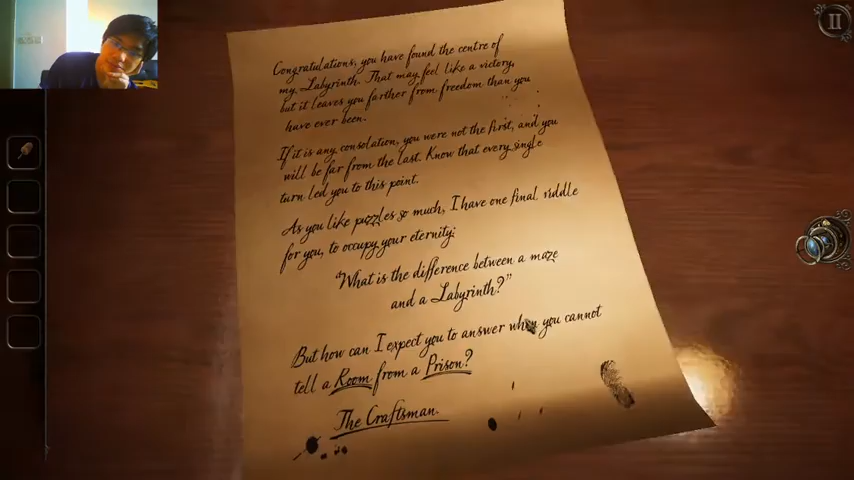 Congratulations, you have found the centre of
my Labyrinth. That may feel like a victory,
but it leaves you farther from freedom than you
have ever been.
If it is any consolation, you were not the first, and you
will be far from the last. Know that every single
turn led you to this point.
As you like puzzles so much, I have one final riddle
for you, to occupy your eternity:
"What is the difference between a maze
and a Labyrinth?"
But how can I expect you to answer when you cannot
tell a Room from a Prison?
The Craftsman.
II